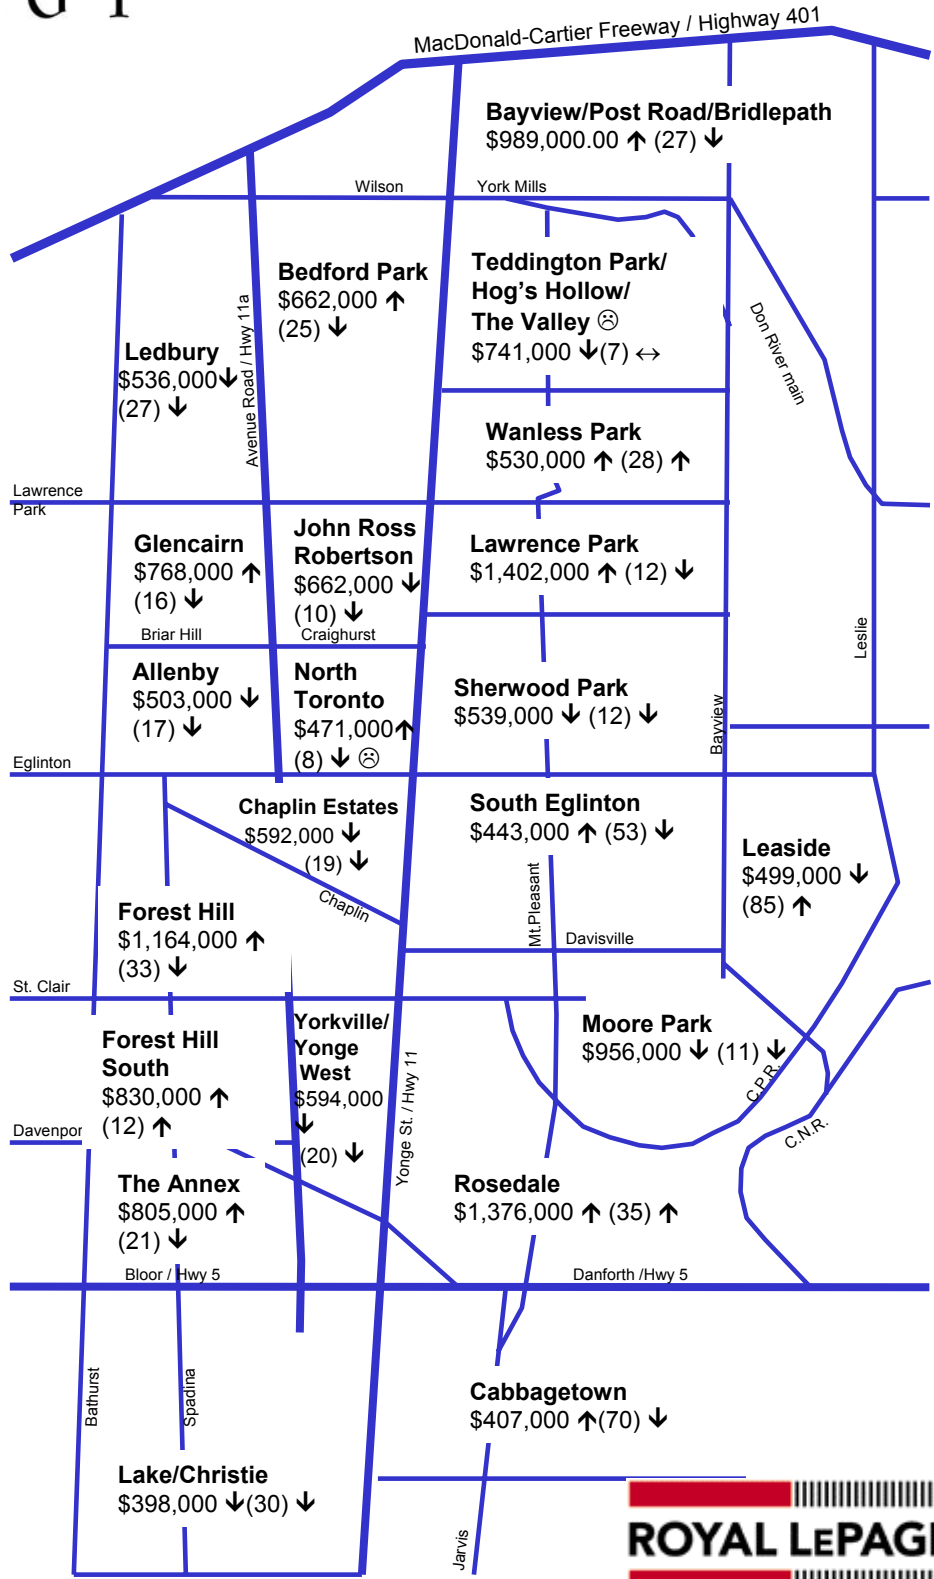 G Y
MacDonald-Cartier Freeway / Highway 401
Bayview/Post Road/Bridlepath
$989,000.00 ↑ (27) ↓
Wilson
York Mills
Bedford Park
$662,000 ↑
(25) ↓
Teddington Park/
Hog's Hollow/
The Valley ☹
$741,000 ↓(7) ↔
Don River main
Avenue Road / Hwy 11a
Ledbury
$536,000↓
(27) ↓
Wanless Park
$530,000 ↑ (28) ↑
Lawrence
Park
Glencairn
$768,000 ↑
(16) ↓
John Ross
Robertson
$662,000 ↓
(10) ↓
Lawrence Park
$1,402,000 ↑ (12) ↓
Briar Hill
Craighurst
Leslie
Allenby
$503,000 ↓
(17) ↓
North
Toronto
$471,000↑
(8) ↓ ☹
Sherwood Park
$539,000 ↓ (12) ↓
Bayview
Eglinton
Chaplin Estates
$592,000 ↓
(19) ↓
Chaplin
South Eglinton
$443,000 ↑ (53) ↓
Leaside
$499,000 ↓
(85) ↑
Mt.Pleasant
Davisville
Forest Hill
$1,164,000 ↑
(33) ↓
St. Clair
Forest Hill
South
$830,000 ↑
(12) ↑
Yorkville/
Yonge
West
$594,000
↓
(20) ↓
Yonge St. / Hwy 11
Moore Park
$956,000 ↓ (11) ↓
C.P.R.
C.N.R.
Davenpor
The Annex
$805,000 ↑
(21) ↓
Rosedale
$1,376,000 ↑ (35) ↑
Bloor / Hwy 5
Danforth /Hwy 5
Bathurst
Spadina
Cabbagetown
$407,000 ↑(70) ↓
Lake/Christie
$398,000 ↓(30) ↓
Jarvis
ROYAL LEPAGE